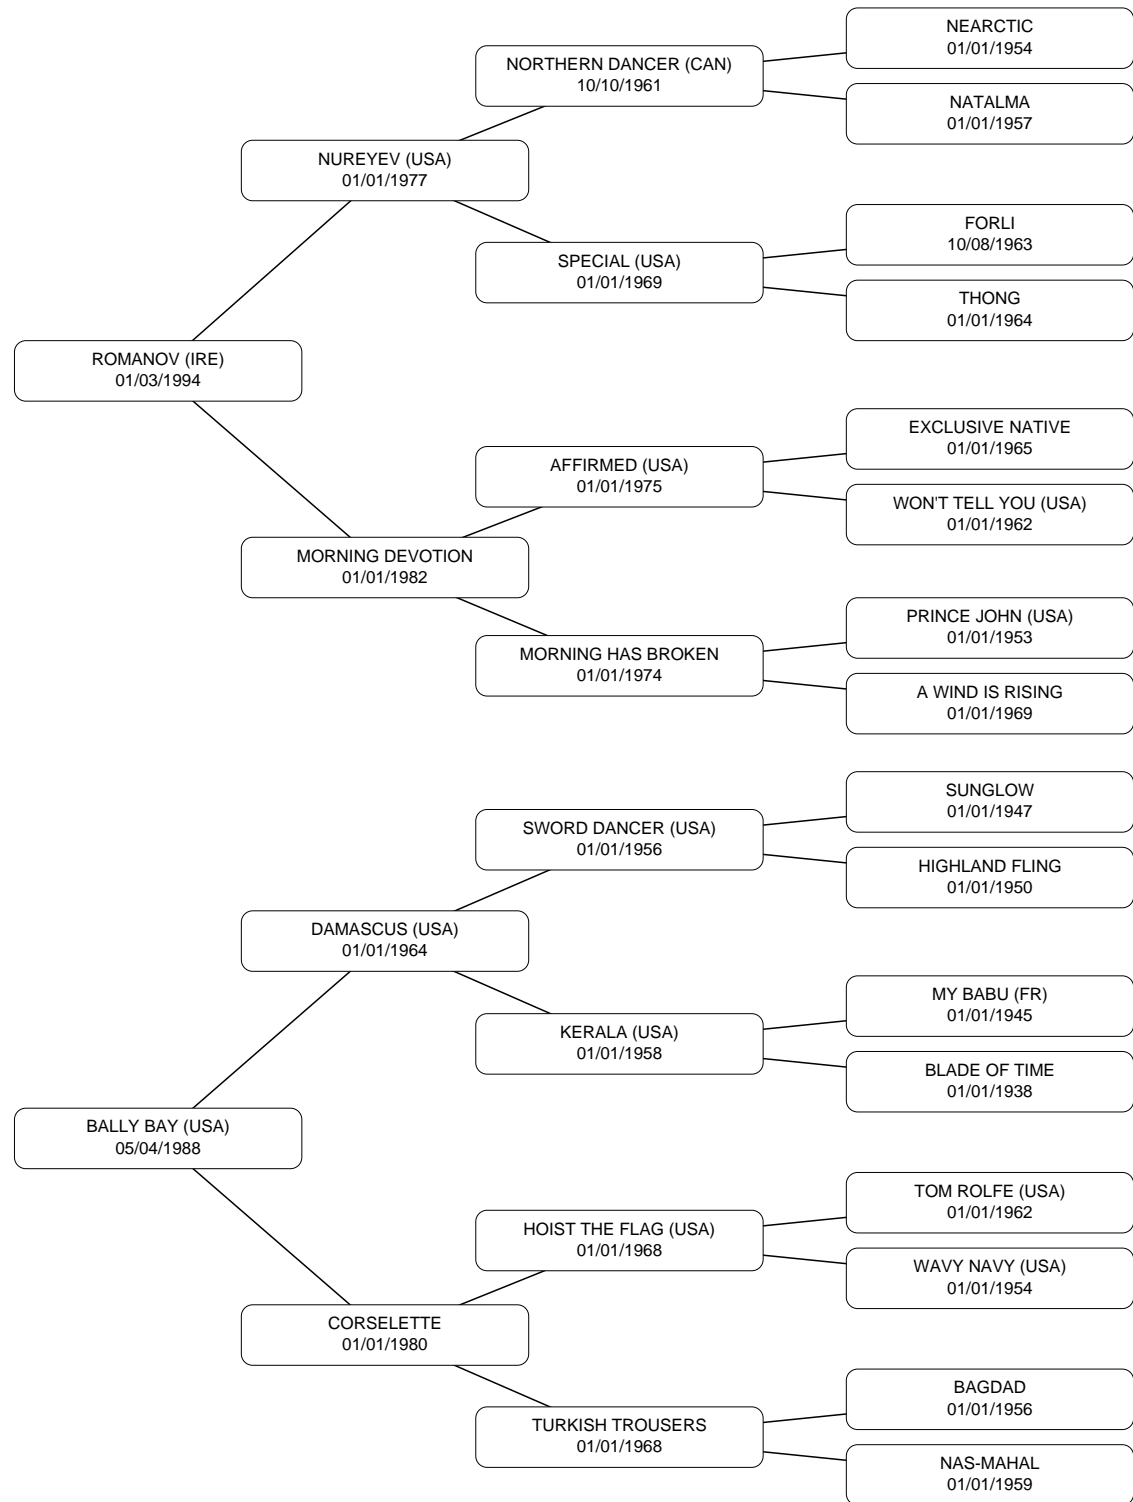 NEARCTIC
01/01/1954
NORTHERN DANCER (CAN)
10/10/1961
NATALMA
01/01/1957
NUREYEV (USA)
01/01/1977
FORLI
10/08/1963
SPECIAL (USA)
01/01/1969
THONG
01/01/1964
ROMANOV (IRE)
01/03/1994
EXCLUSIVE NATIVE
01/01/1965
AFFIRMED (USA)
01/01/1975
WON'T TELL YOU (USA)
01/01/1962
MORNING DEVOTION
01/01/1982
PRINCE JOHN (USA)
01/01/1953
MORNING HAS BROKEN
01/01/1974
A WIND IS RISING
01/01/1969
SUNGLOW
01/01/1947
SWORD DANCER (USA)
01/01/1956
HIGHLAND FLING
01/01/1950
DAMASCUS (USA)
01/01/1964
MY BABU (FR)
01/01/1945
KERALA (USA)
01/01/1958
BLADE OF TIME
01/01/1938
BALLY BAY (USA)
05/04/1988
TOM ROLFE (USA)
01/01/1962
HOIST THE FLAG (USA)
01/01/1968
WAVY NAVY (USA)
01/01/1954
CORSELETTE
01/01/1980
BAGDAD
01/01/1956
TURKISH TROUSERS
01/01/1968
NAS-MAHAL
01/01/1959